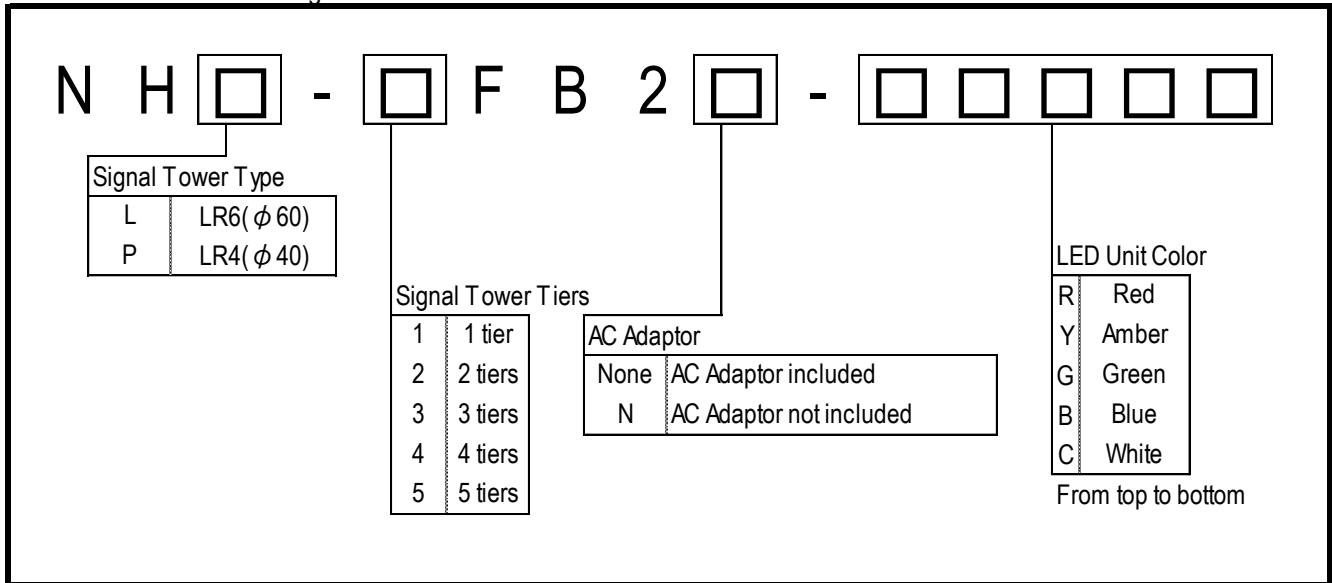 N H □ - □ F B 2 □ - □ □ □ □ □
Signal Tower Type
L LR6(φ60)
P LR4(φ40)
Signal Tower Tiers
1 1 tier
2 2 tiers
3 3 tiers
4 4 tiers
5 5 tiers
AC Adaptor
None AC Adaptor included
N AC Adaptor not included
LED Unit Color
R Red
Y Amber
G Green
B Blue
C White
From top to bottom